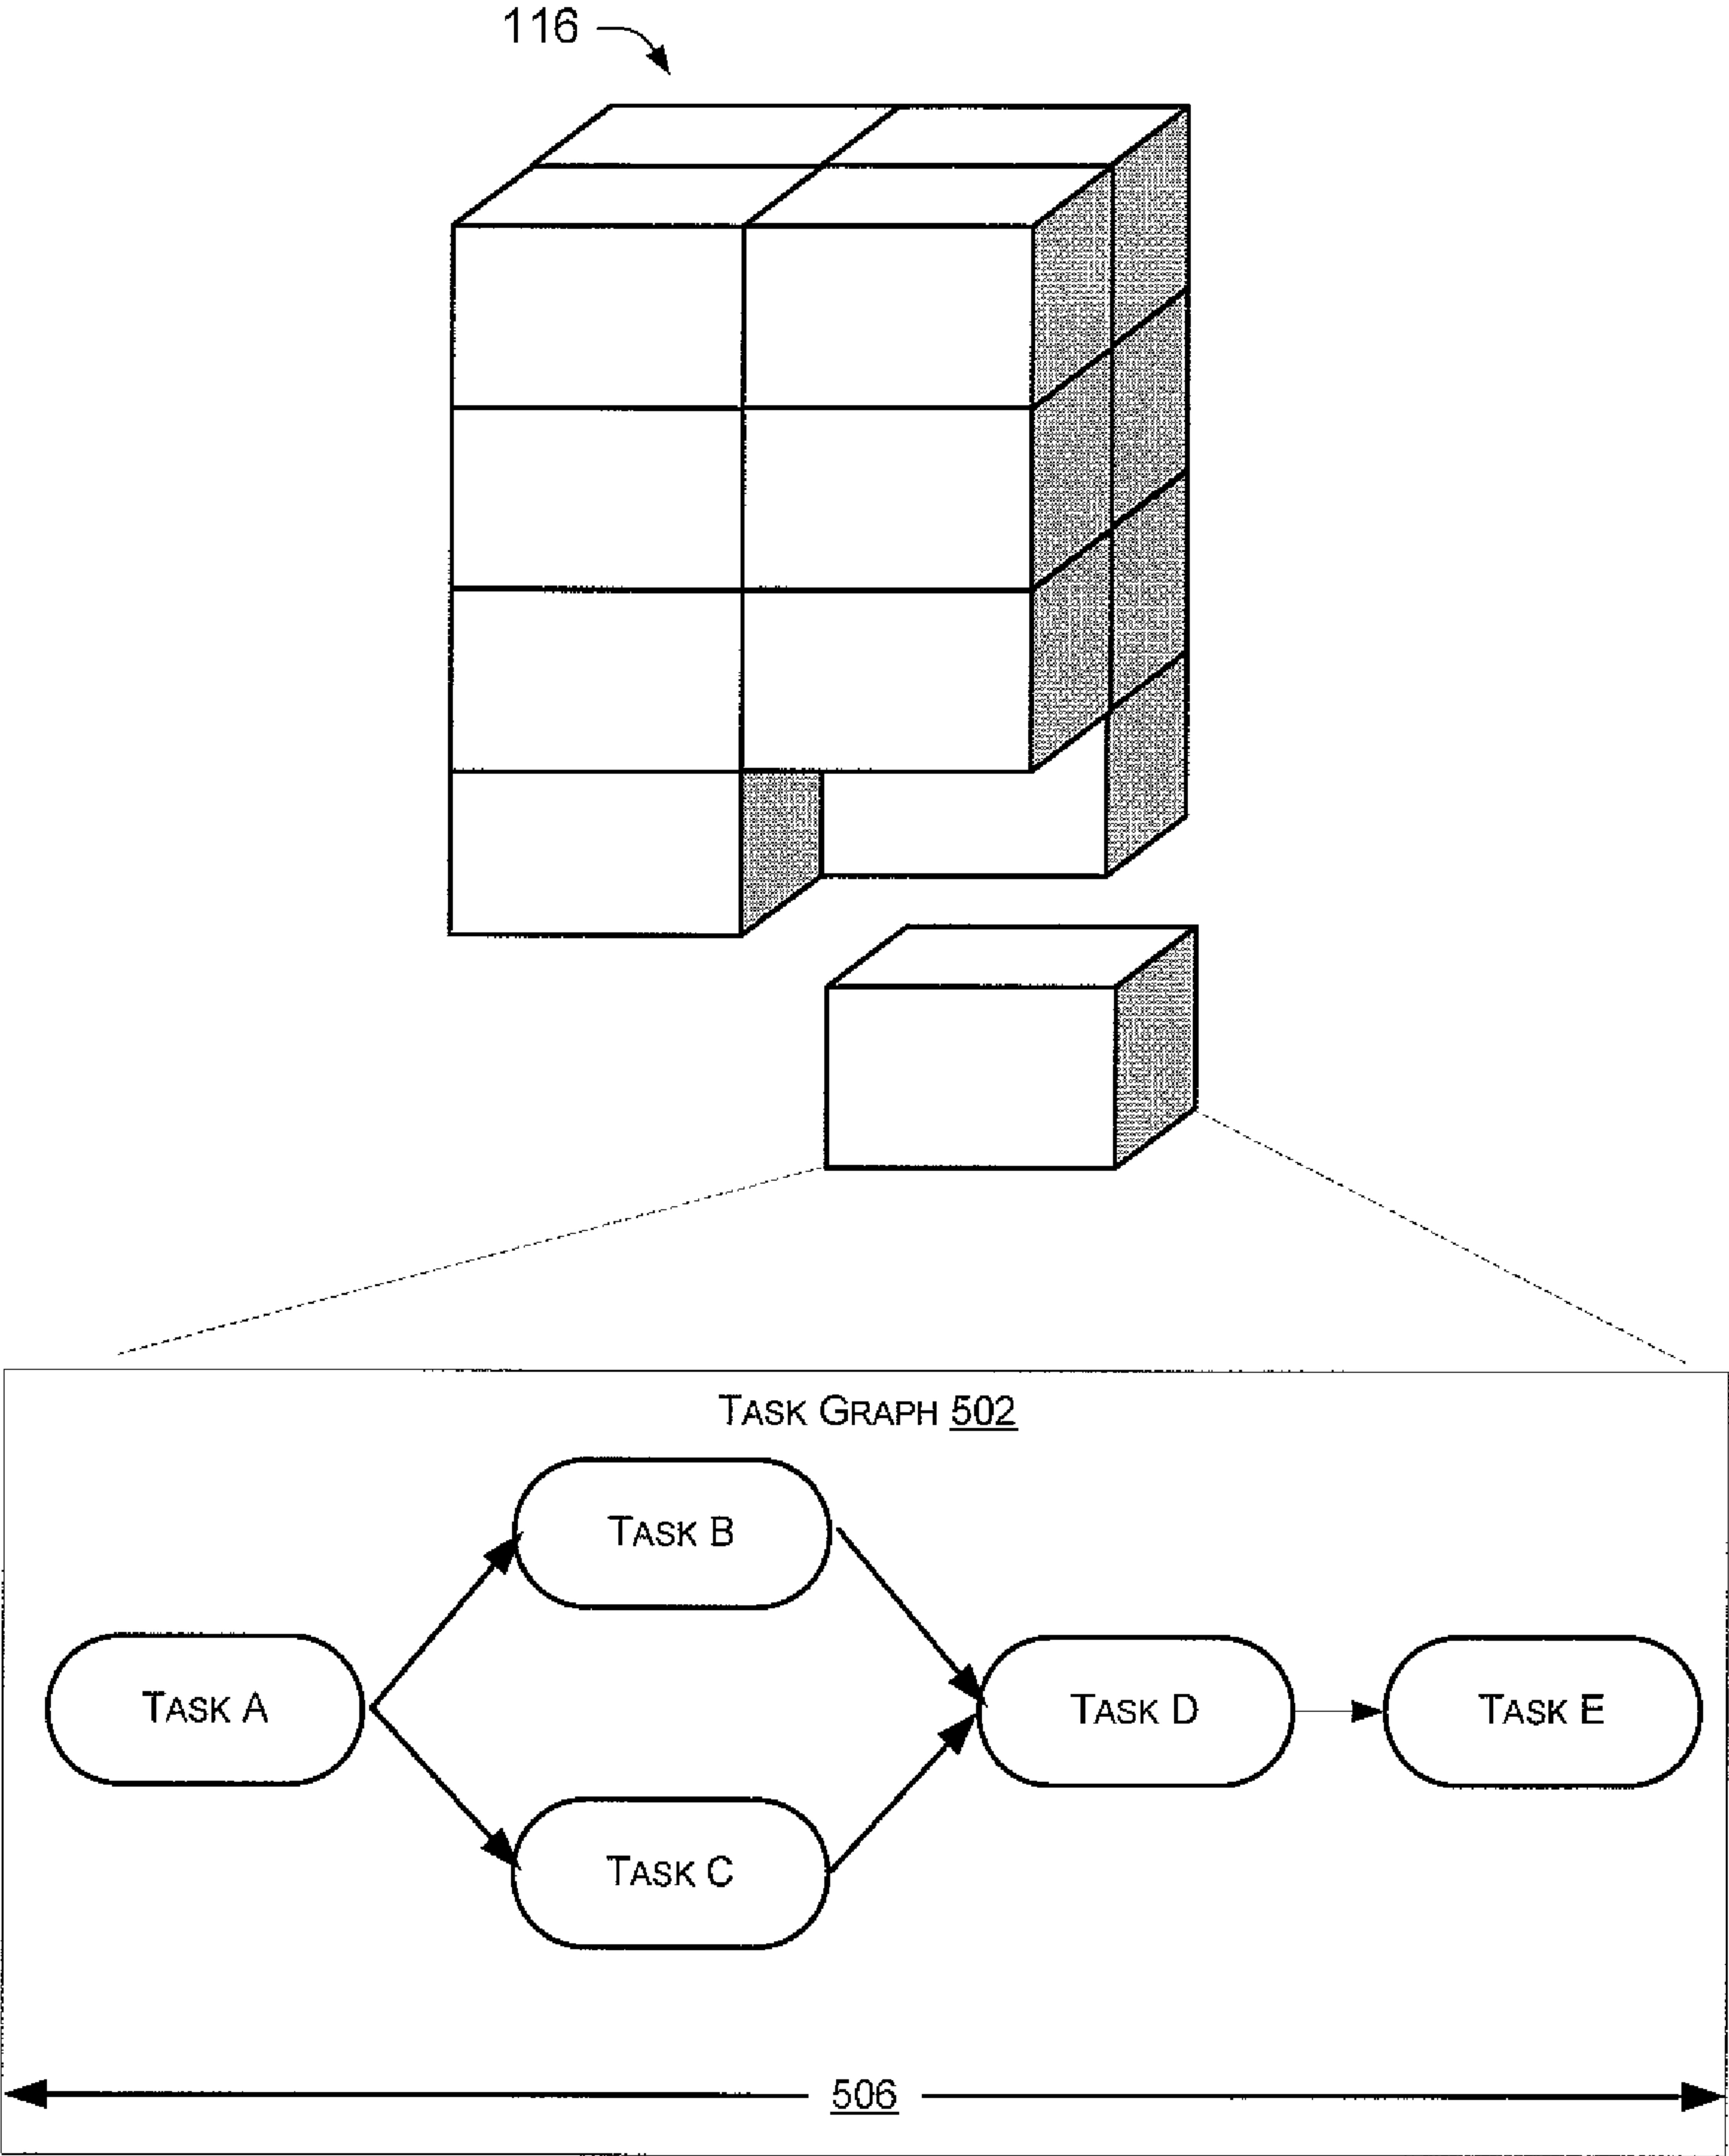 116
TASK GRAPH 502
TASK B
TASK A
TASK D
TASK E
TASK C
506